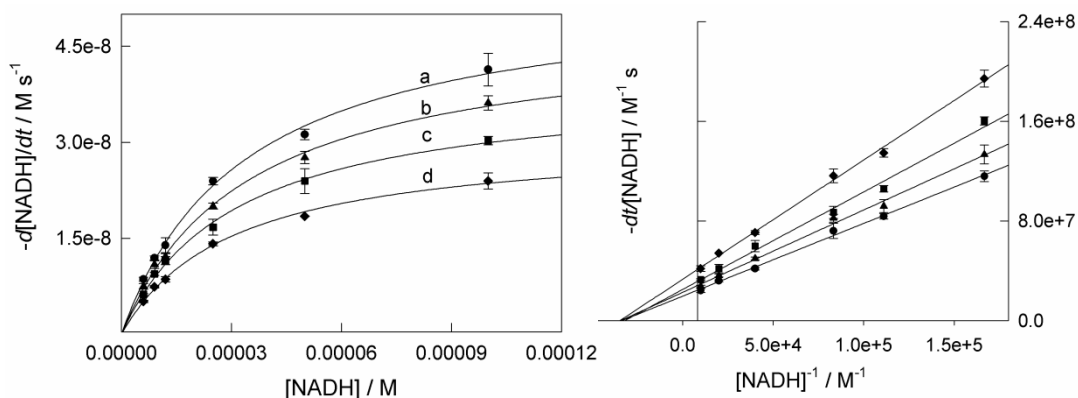 -d[NADH]/dt / M s⁻¹
4.5e-8
3.0e-8
1.5e-8
a
b
c
d
0.00000 0.00003 0.00006 0.00009 0.00012
[NADH] / M
-dt/[NADH] / M⁻¹ s
2.4e+8
1.6e+8
8.0e+7
0.0
0.0 5.0e+4 1.0e+5 1.5e+5
[NADH]⁻¹ / M⁻¹